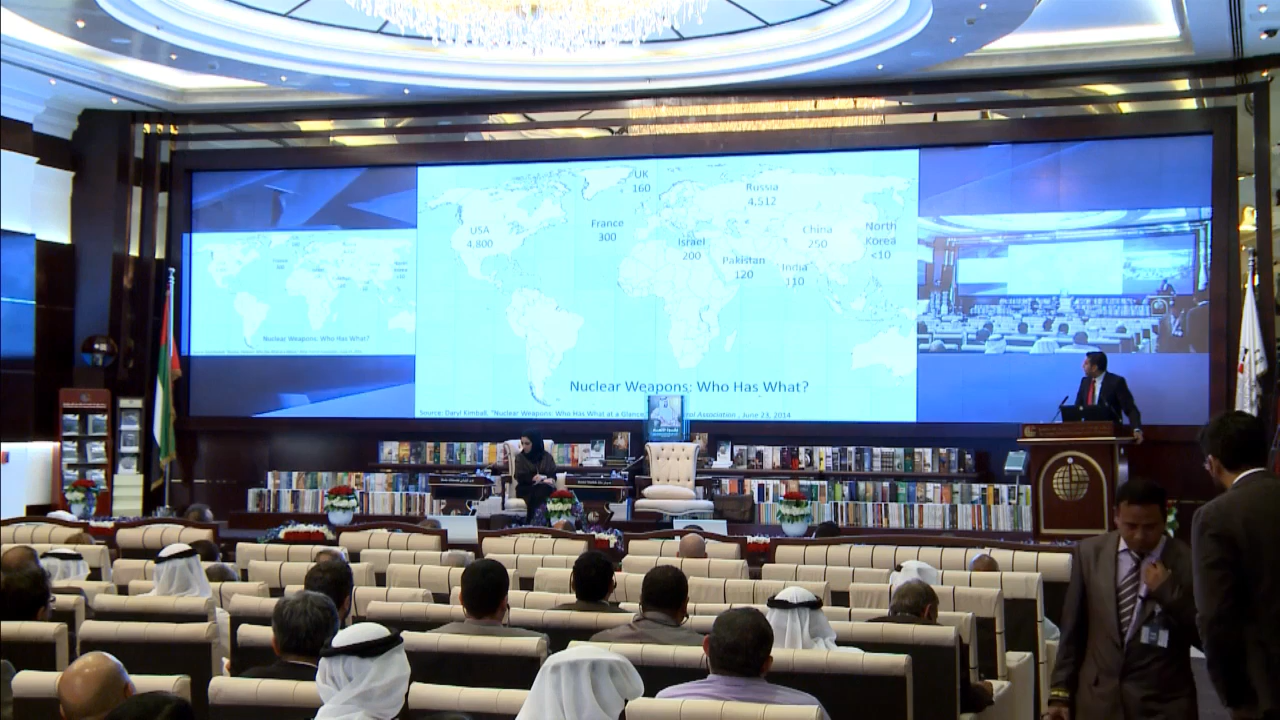 UK
160
Russia
4,512
France
300
USA
4.800
China
250
North
Korea
<10
Israel
200
Pakistan
120
India
110
Nuclear Weapons: Who Has What?
Source: Daryl Kimball, "Nuclear Weapons: Who Has What at a Glance,
Association , June 23, 2014
Nuclear Weapons: Who Has What?